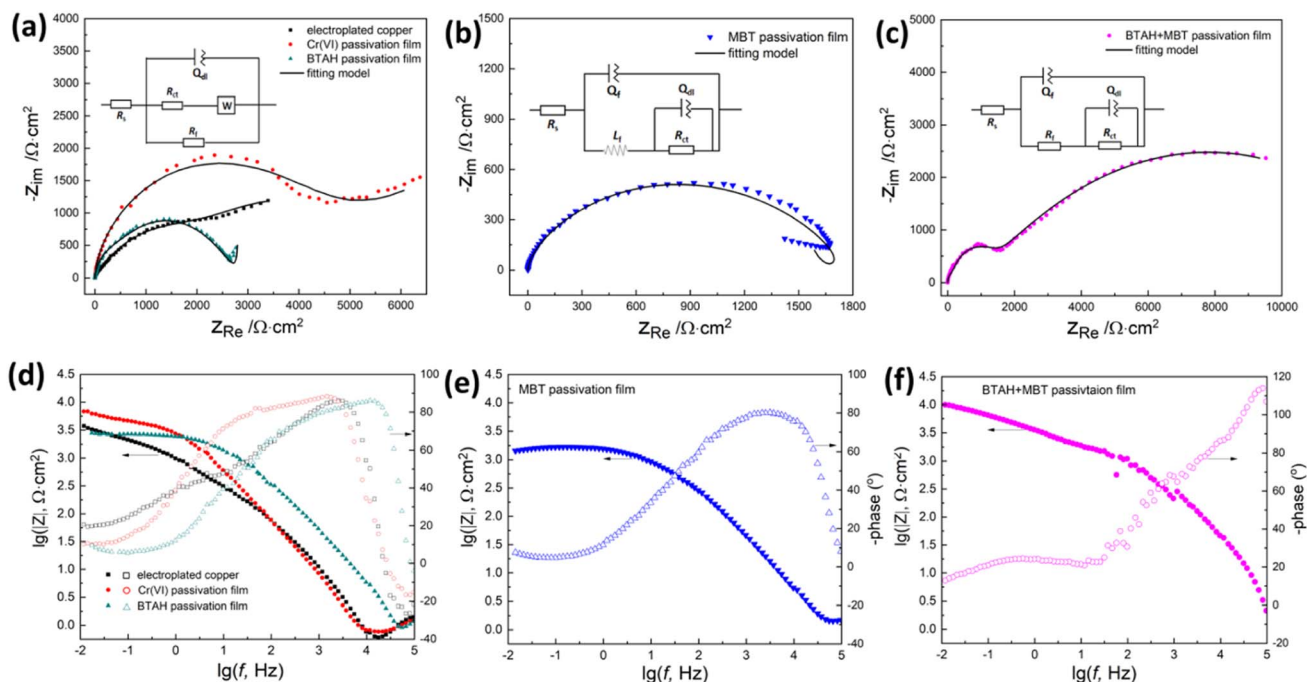 (a)
4000
3500
3000
2500
2000
1500
1000
500
0
-Zim /Ω·cm²
0 1000 2000 3000 4000 5000 6000
ZRe /Ω·cm²
electroplated copper
Cr(VI) passivation film
BTAH passivation film
fitting model
Qdl
Rs
Rct
W
Rf
(b)
1500
1200
900
600
300
0
-Zim /Ω·cm²
0 300 600 900 1200 1500 1800
ZRe /Ω·cm²
MBT passivation film
fitting model
Qf
Qdl
Rs
Lf
Rct
(c)
5000
4000
3000
2000
1000
0
-Zim /Ω·cm²
0 2000 4000 6000 8000 10000
ZRe /Ω·cm²
BTAH+MBT passivation film
fitting model
Qf
Qdl
Rs
Rf
Rct
(d)
4.5
4.0
3.5
3.0
2.5
2.0
1.5
1.0
0.5
0.0
lg(|Z|, Ω·cm²)
-2 -1 0 1 2 3 4 5
lg(f, Hz)
100
80
60
40
20
0
-20
-40
-phase (°)
electroplated copper
Cr(VI) passivation film
BTAH passivation film
(e)
MBT passivation film
4.5
4.0
3.5
3.0
2.5
2.0
1.5
1.0
0.5
0.0
lg(|Z|, Ω·cm²)
-2 -1 0 1 2 3 4 5
lg(f, Hz)
100
80
60
40
20
0
-20
-phase (°)
(f)
BTAH+MBT passivtaion film
4.5
4.0
3.5
3.0
2.5
2.0
1.5
1.0
0.5
0.0
lg(|Z|, Ω·cm²)
-2 -1 0 1 2 3 4 5
lg(f, Hz)
120
100
80
60
40
20
0
-phase (°)